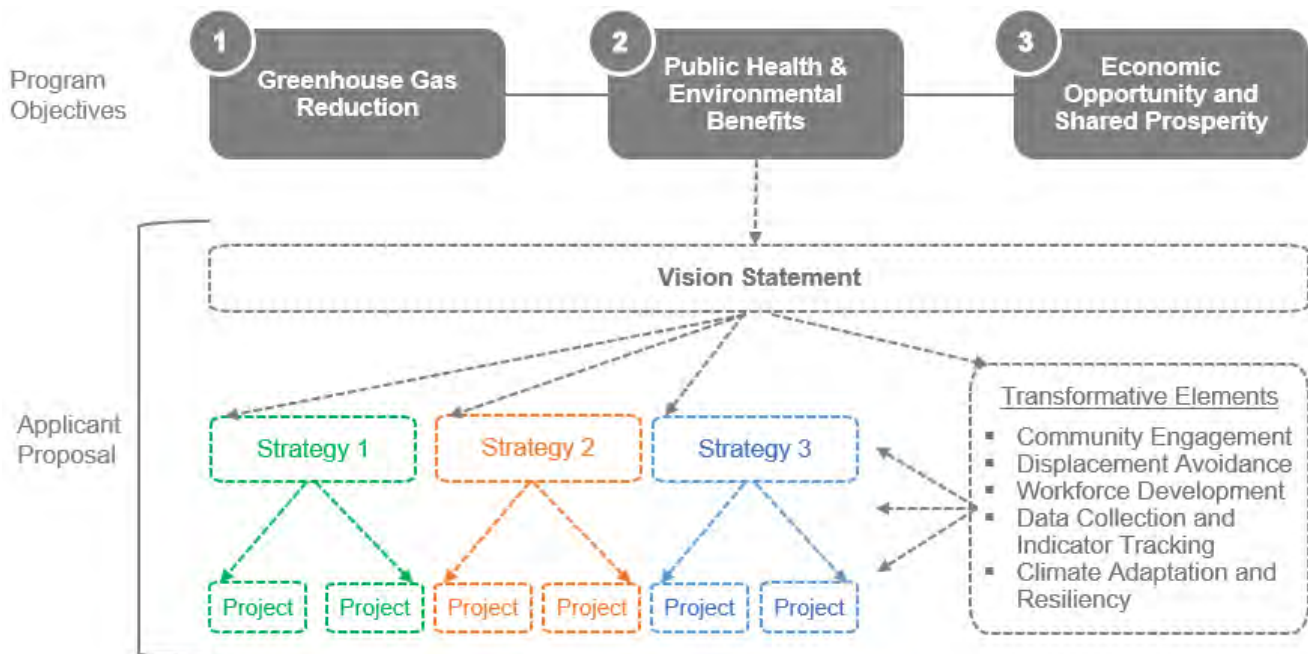 Program
Objectives
1
Greenhouse Gas
Reduction
2
Public Health &
Environmental
Benefits
3
Economic
Opportunity and
Shared Prosperity
Applicant
Proposal
Vision Statement
Strategy 1
Strategy 2
Strategy 3
Project
Project
Project
Project
Project
Project
Transformative Elements
▪ Community Engagement
▪ Displacement Avoidance
▪ Workforce Development
▪ Data Collection and
Indicator Tracking
▪ Climate Adaptation and
Resiliency